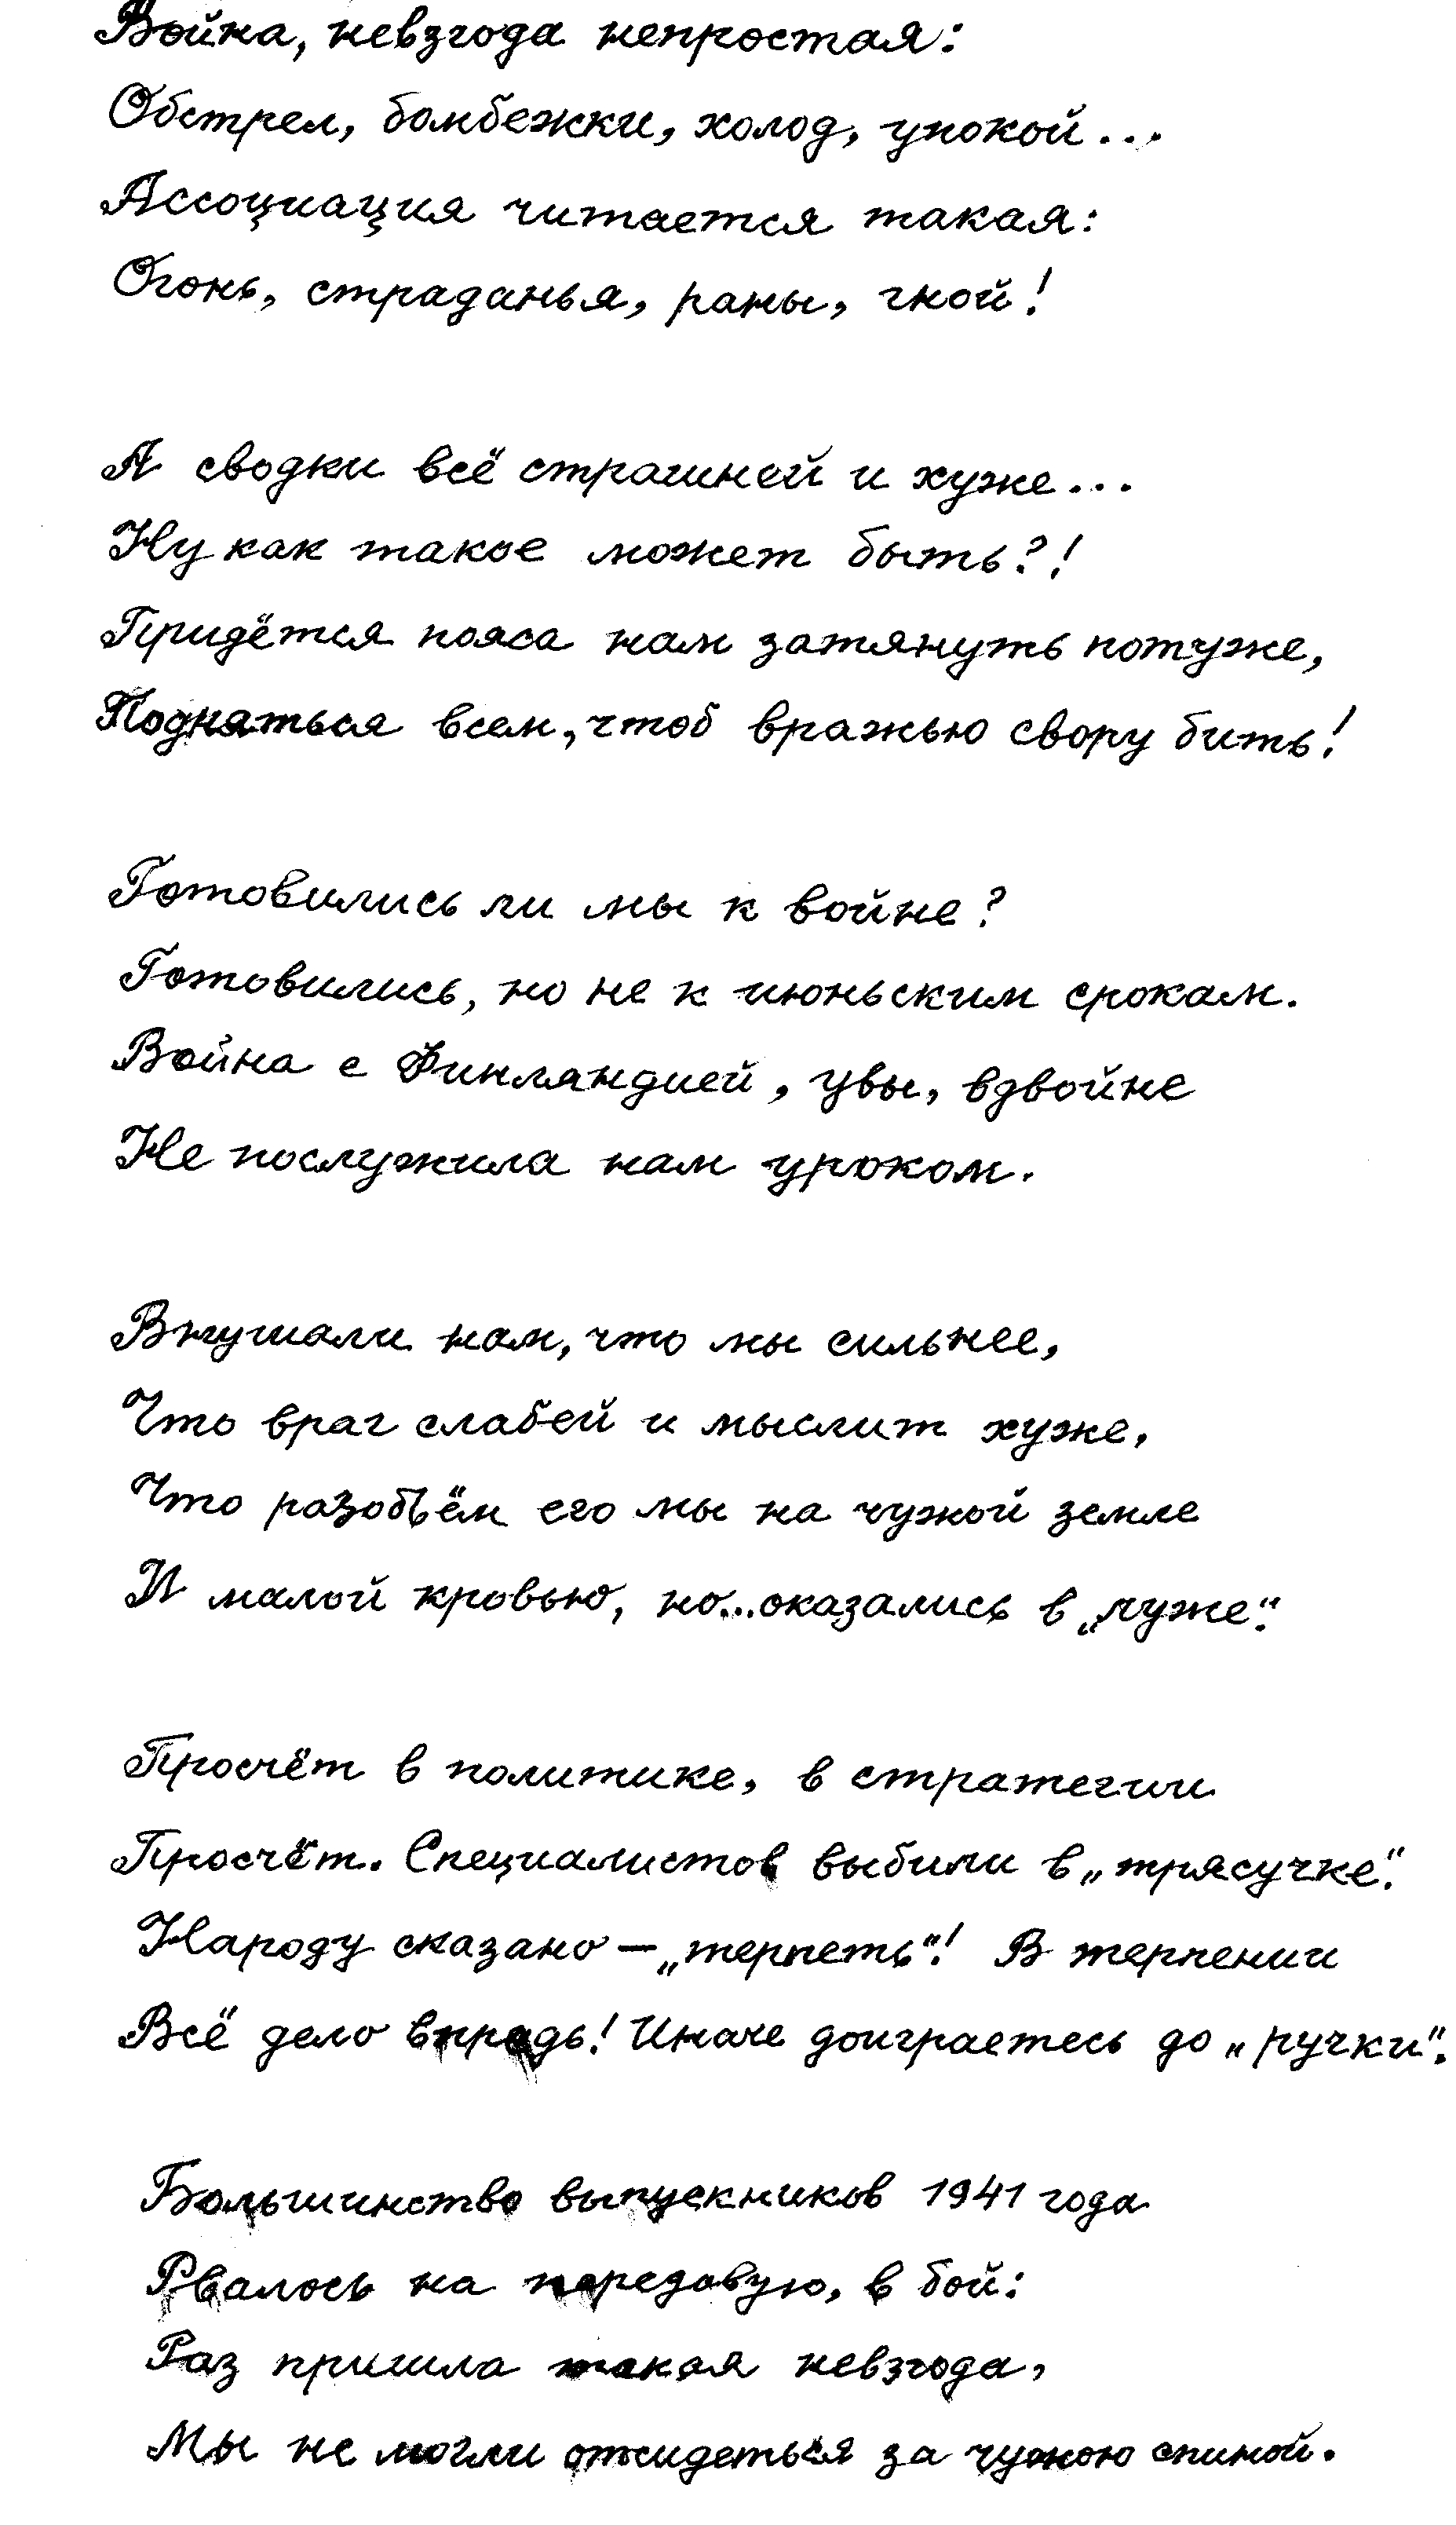 Война, невзгода непростая:
Обстрел, бомбежки, холод, упокой...
Ассоциация читается такая:
Огонь, страданья, раны, гной!
А сводки всё страшней и хуже...
Ну как такое может быть?!
Придётся пояса нам затянуть потуже,
Подняться всем, чтоб вражью свору бить!
Готовились ли мы к войне?
Готовились, но не к июньским срокам.
Война с Финляндией, увы, вдвойне
Не послужила нам уроком.
Внушали нам, что мы сильнее,
Что враг слабей и мыслит хуже,
Что разобьём его мы на чужой земле
И малой кровью, но...оказались в „луже“.
Просчёт в политике, в стратегии
Просчёт. Специалистов выбили в „трясучке“.
Народу сказано — „терпеть“! В терпении
Всё дело впредь! Иначе доиграетесь до „ручки“.
Большинство выпускников 1941 года
Рвалось на передовую, в бой:
Раз пришла такая невзгода,
Мы не могли отсидеться за чужою спиной.